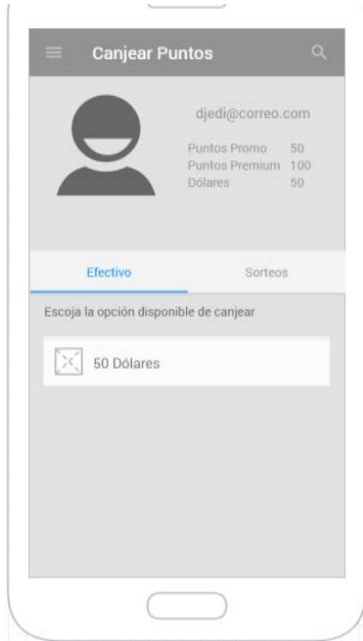 Canjear Puntos
djedi@correo.com
Puntos Promo 50
Puntos Premium 100
Dólares 50
Efectivo Sorteos
Escoja la opción disponible de canjear
50 Dólares